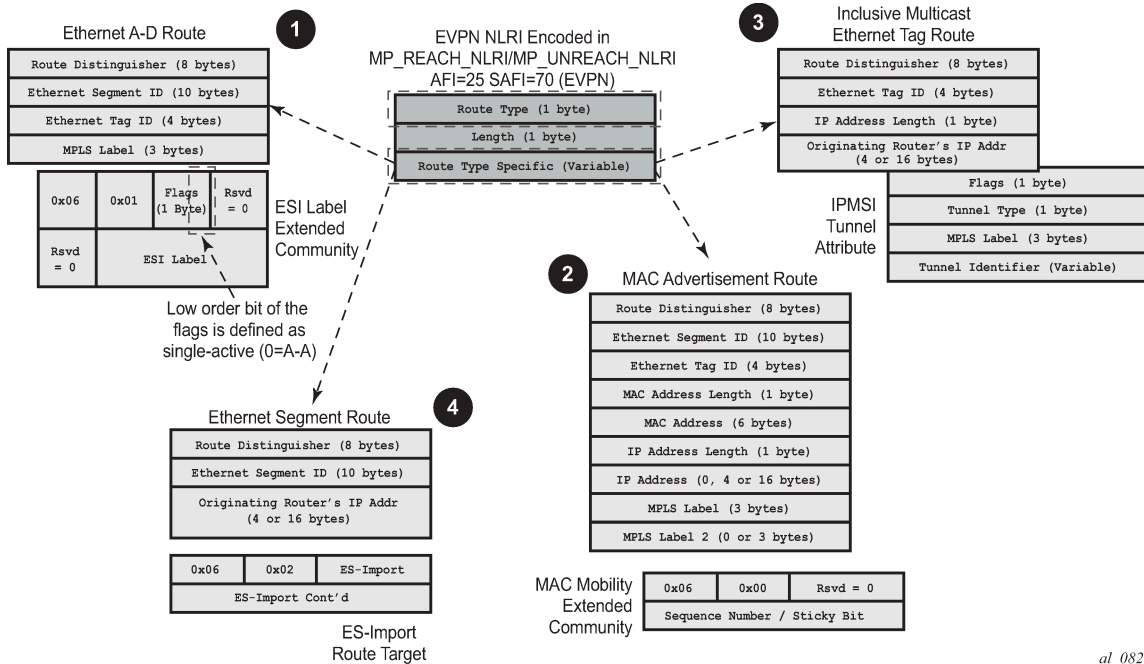 Ethernet A-D Route
1
Route Distinguisher (8 bytes)
Ethernet Segment ID (10 bytes)
Ethernet Tag ID (4 bytes)
MPLS Label (3 bytes)
0x06
0x01
Flags
(1 Byte)
Rsvd
= 0
Rsvd
= 0
ESI Label
ESI Label
Extended
Community
Low order bit of the
flags is defined as
single-active (0=A-A)
EVPN NLRI Encoded in
MP_REACH_NLRI/MP_UNREACH_NLRI
AFI=25 SAFI=70 (EVPN)
Route Type (1 byte)
Length (1 byte)
Route Type Specific (Variable)
3
Inclusive Multicast
Ethernet Tag Route
Route Distinguisher (8 bytes)
Ethernet Tag ID (4 bytes)
IP Address Length (1 byte)
Originating Router's IP Addr
(4 or 16 bytes)
IPMSI
Tunnel
Attribute
Flags (1 byte)
Tunnel Type (1 byte)
MPLS Label (3 bytes)
Tunnel Identifier (Variable)
2
MAC Advertisement Route
Route Distinguisher (8 bytes)
Ethernet Segment ID (10 bytes)
Ethernet Tag ID (4 bytes)
MAC Address Length (1 byte)
MAC Address (6 bytes)
IP Address Length (1 byte)
IP Address (0, 4 or 16 bytes)
MPLS Label (3 bytes)
MPLS Label 2 (0 or 3 bytes)
MAC Mobility
Extended
Community
0x06
0x00
Rsvd = 0
Sequence Number / Sticky Bit
Ethernet Segment Route
4
Route Distinguisher (8 bytes)
Ethernet Segment ID (10 bytes)
Originating Router's IP Addr
(4 or 16 bytes)
0x06
0x02
ES-Import
ES-Import Cont'd
ES-Import
Route Target
al_082